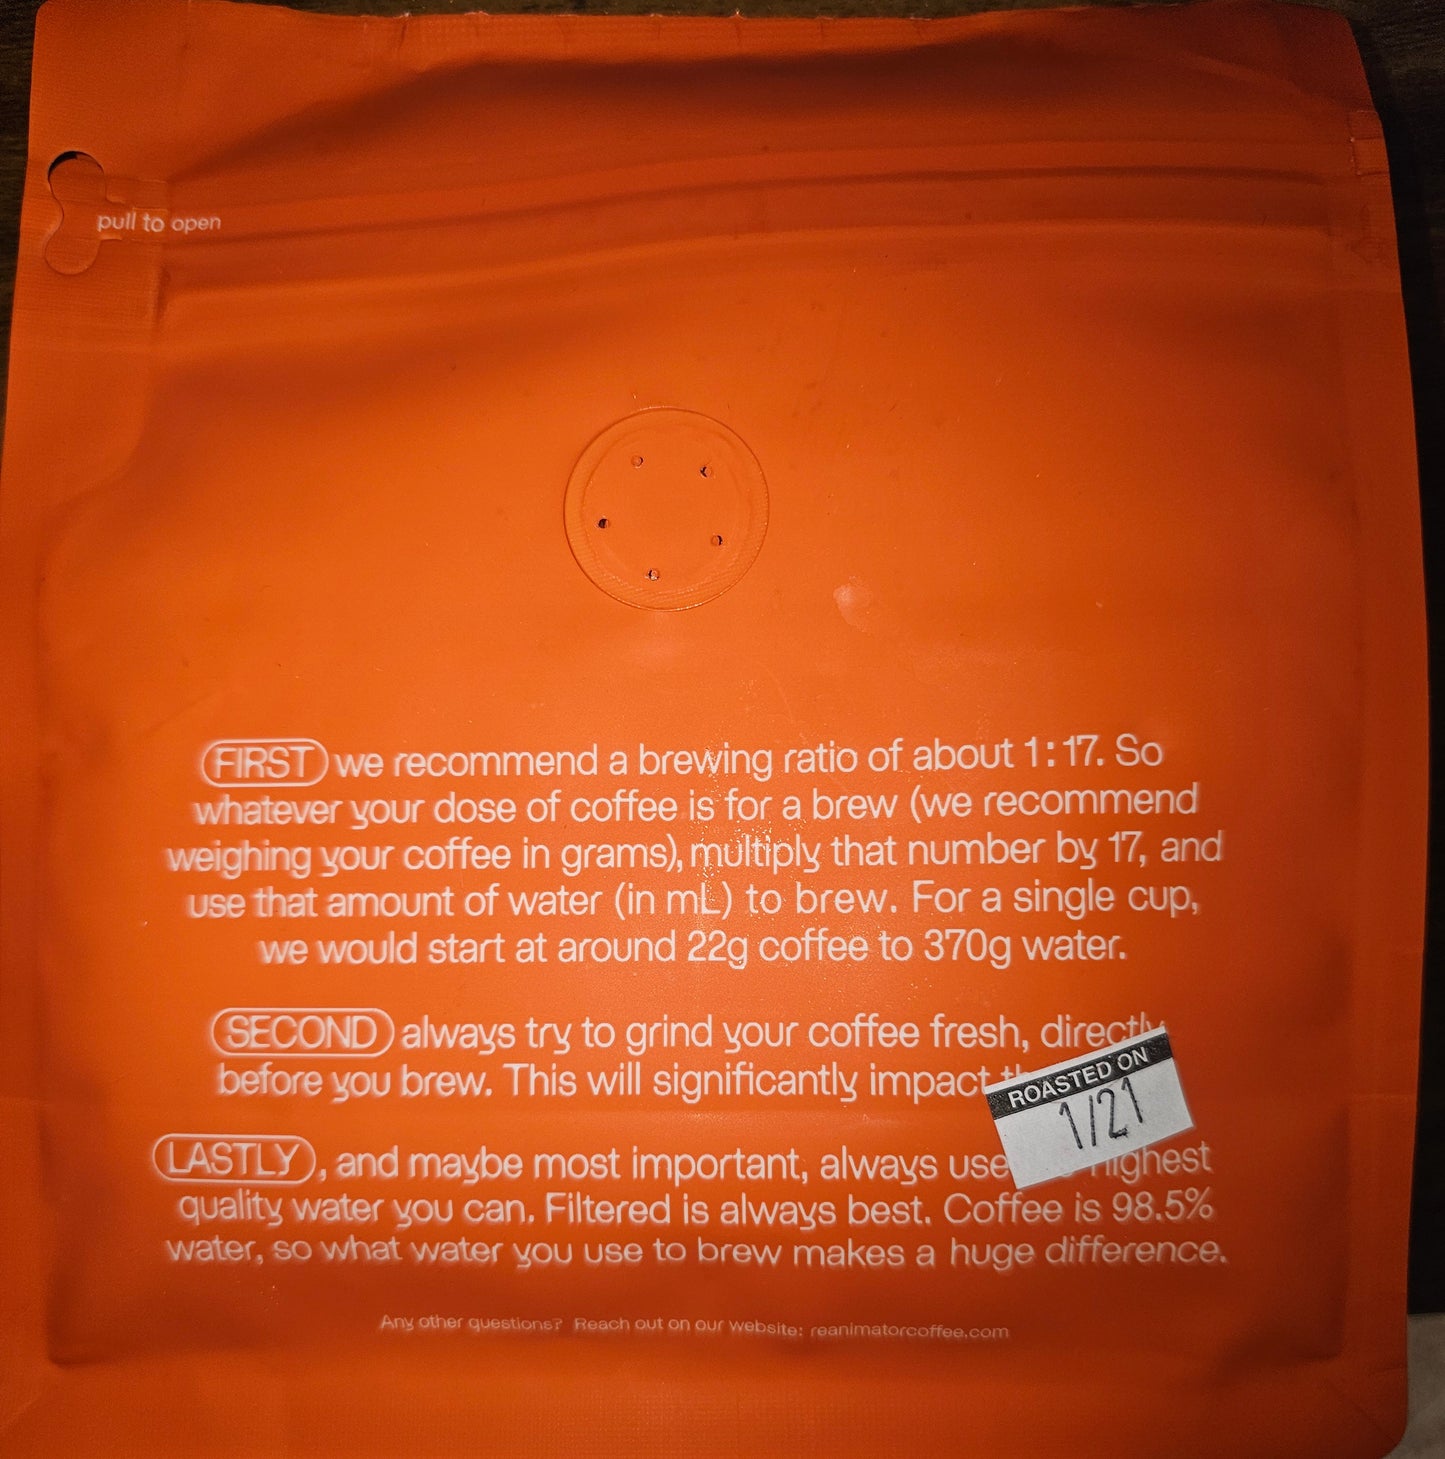 pull to open
FIRST we recommend a brewing ratio of about 1:17. So
whatever your dose of coffee is for a brew (we recommend
weighing your coffee in grams), multiply that number by 17, and
use that amount of water (in mL) to brew. For a single cup,
we would start at around 22g coffee to 370g water.
SECOND always try to grind your coffee fresh, directly
before you brew. This will significantly impact
ROASTED ON
1/21
LASTLY, and maybe most important, always use highest
quality water you can. Filtered is always best. Coffee is 98.5%
water, so what water you use to brew makes a huge difference.
Any other questions? Reach out on our website: reanimatorcoffee.com